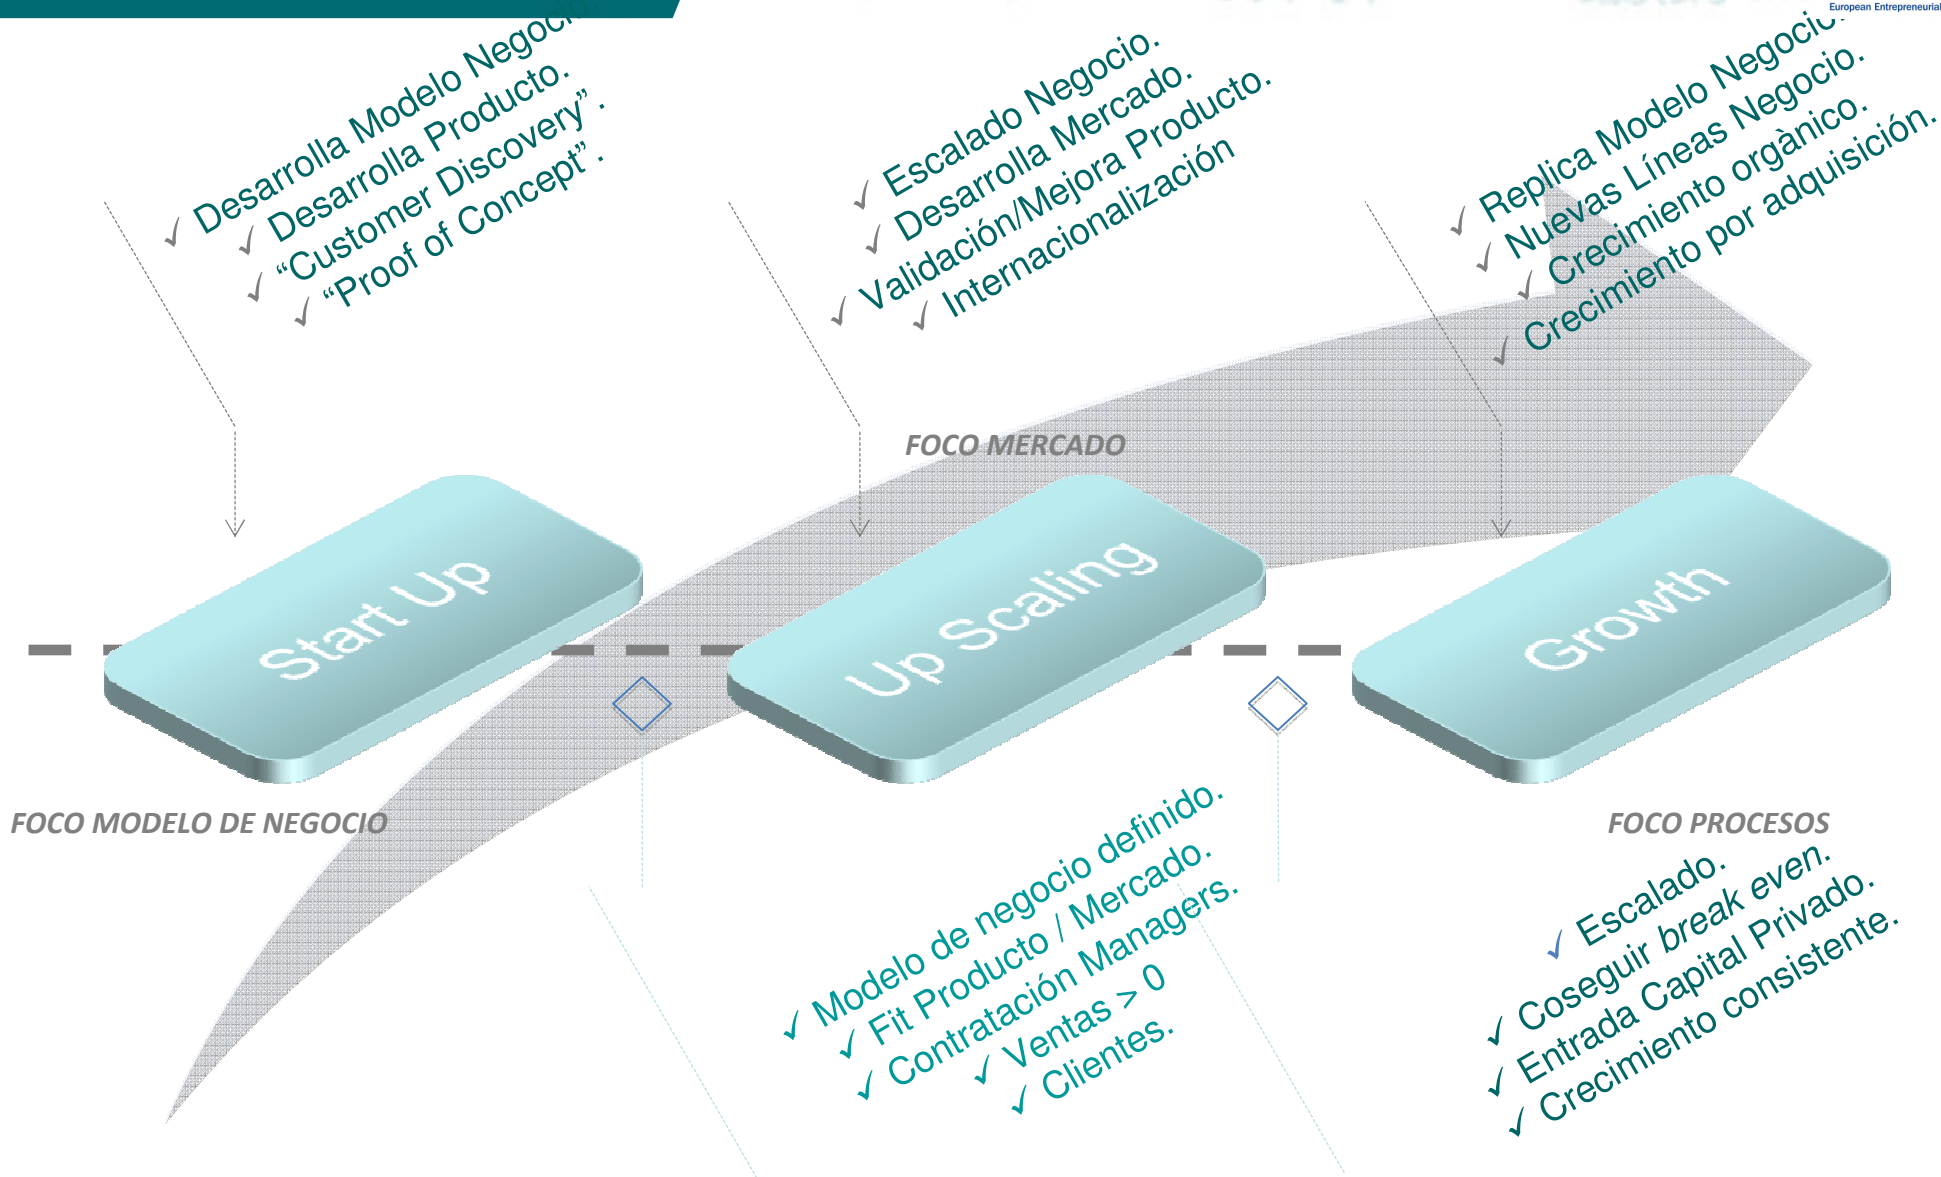 European Entrepreneurial
✓ Desarrolla Modelo Negocio.
✓ Desarrolla Producto.
✓ “Customer Discovery”.
✓ “Proof of Concept”.
✓ Escalado Negocio.
✓ Desarrolla Mercado.
✓ Validación/Mejora Producto.
✓ Internacionalización
✓ Replica Modelo Negocio.
✓ Nuevas Líneas Negocio.
✓ Crecimiento orgànico.
✓ Crecimiento por adquisición.
FOCO MERCADO
Start Up
Up Scaling
Growth
FOCO MODELO DE NEGOCIO
FOCO PROCESOS
✓ Modelo de negocio definido.
✓ Fit Producto / Mercado.
✓ Contratación Managers.
✓ Ventas > 0
✓ Clientes.
✓ Escalado.
✓ Coseguir break even.
✓ Entrada Capital Privado.
✓ Crecimiento consistente.